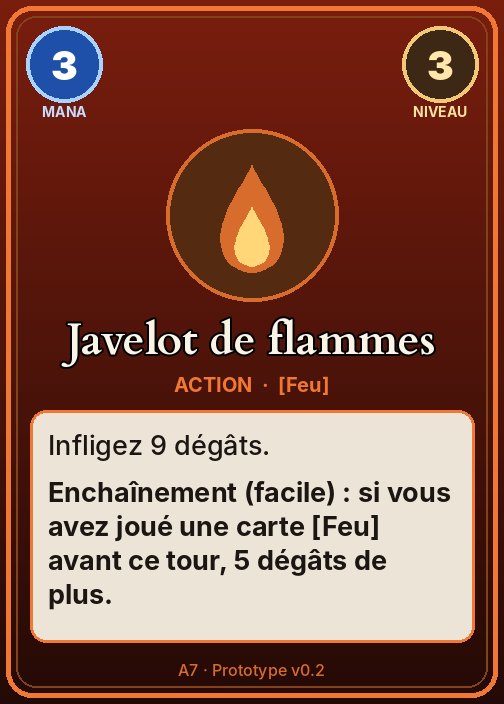 3
3
MANA
NIVEAU
Javelot de flammes
ACTION · [Feu]
Infligez 9 dégâts.
Enchaînement (facile) : si vous
avez joué une carte [Feu]
avant ce tour, 5 dégâts de
plus.
A7 · Prototype v0.2